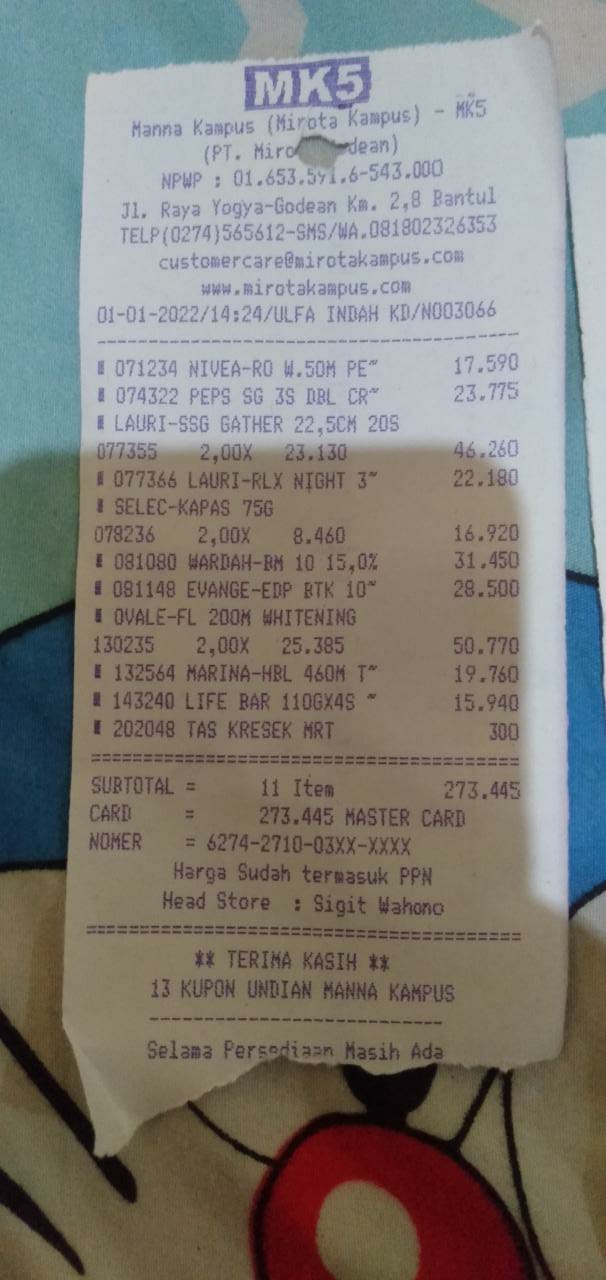 MK5
Manna Kampus (Mirota Kampus) - MK5
(PT. Miro dean)
NPWP : 01.653.591.6-543.000
Jl. Raya Yogya-Godean Km. 2,8 Bantul
TELP(0274)565612-SMS/WA.081802326353
customercare@mirotakampus.com
www.mirotakampus.com
01-01-2022/14:24/ULFA INDAH KD/N003066
071234 NIVEA-RO W.50M PE~ 17.590
074322 PEPS SG 3S DBL CR~ 23.775
LAURI-SSG GATHER 22,5CM 20S
077355 2,00X 23.130 46.260
077366 LAURI-RLX NIGHT 3~ 22.180
SELEC-KAPAS 75G
078236 2,00X 8.460 16.920
081080 WARDAH-BM 10 15,0% 31.450
081148 EVANGE-EDP BTK 10~ 28.500
OVALE-FL 200M WHITENING
130235 2,00X 25.385 50.770
132564 MARINA-HBL 460M T~ 19.760
143240 LIFE BAR 110GX4S ~ 15.940
202048 TAS KRESEK MRT 300
SUBTOTAL = 11 Item 273.445
CARD = 273.445 MASTER CARD
NOMER = 6274-2710-03XX-XXXX
Harga Sudah termasuk PPN
Head Store : Sigit Wahono
** TERIMA KASIH **
13 KUPON UNDIAN MANNA KAMPUS
Selama Persediaan Masih Ada